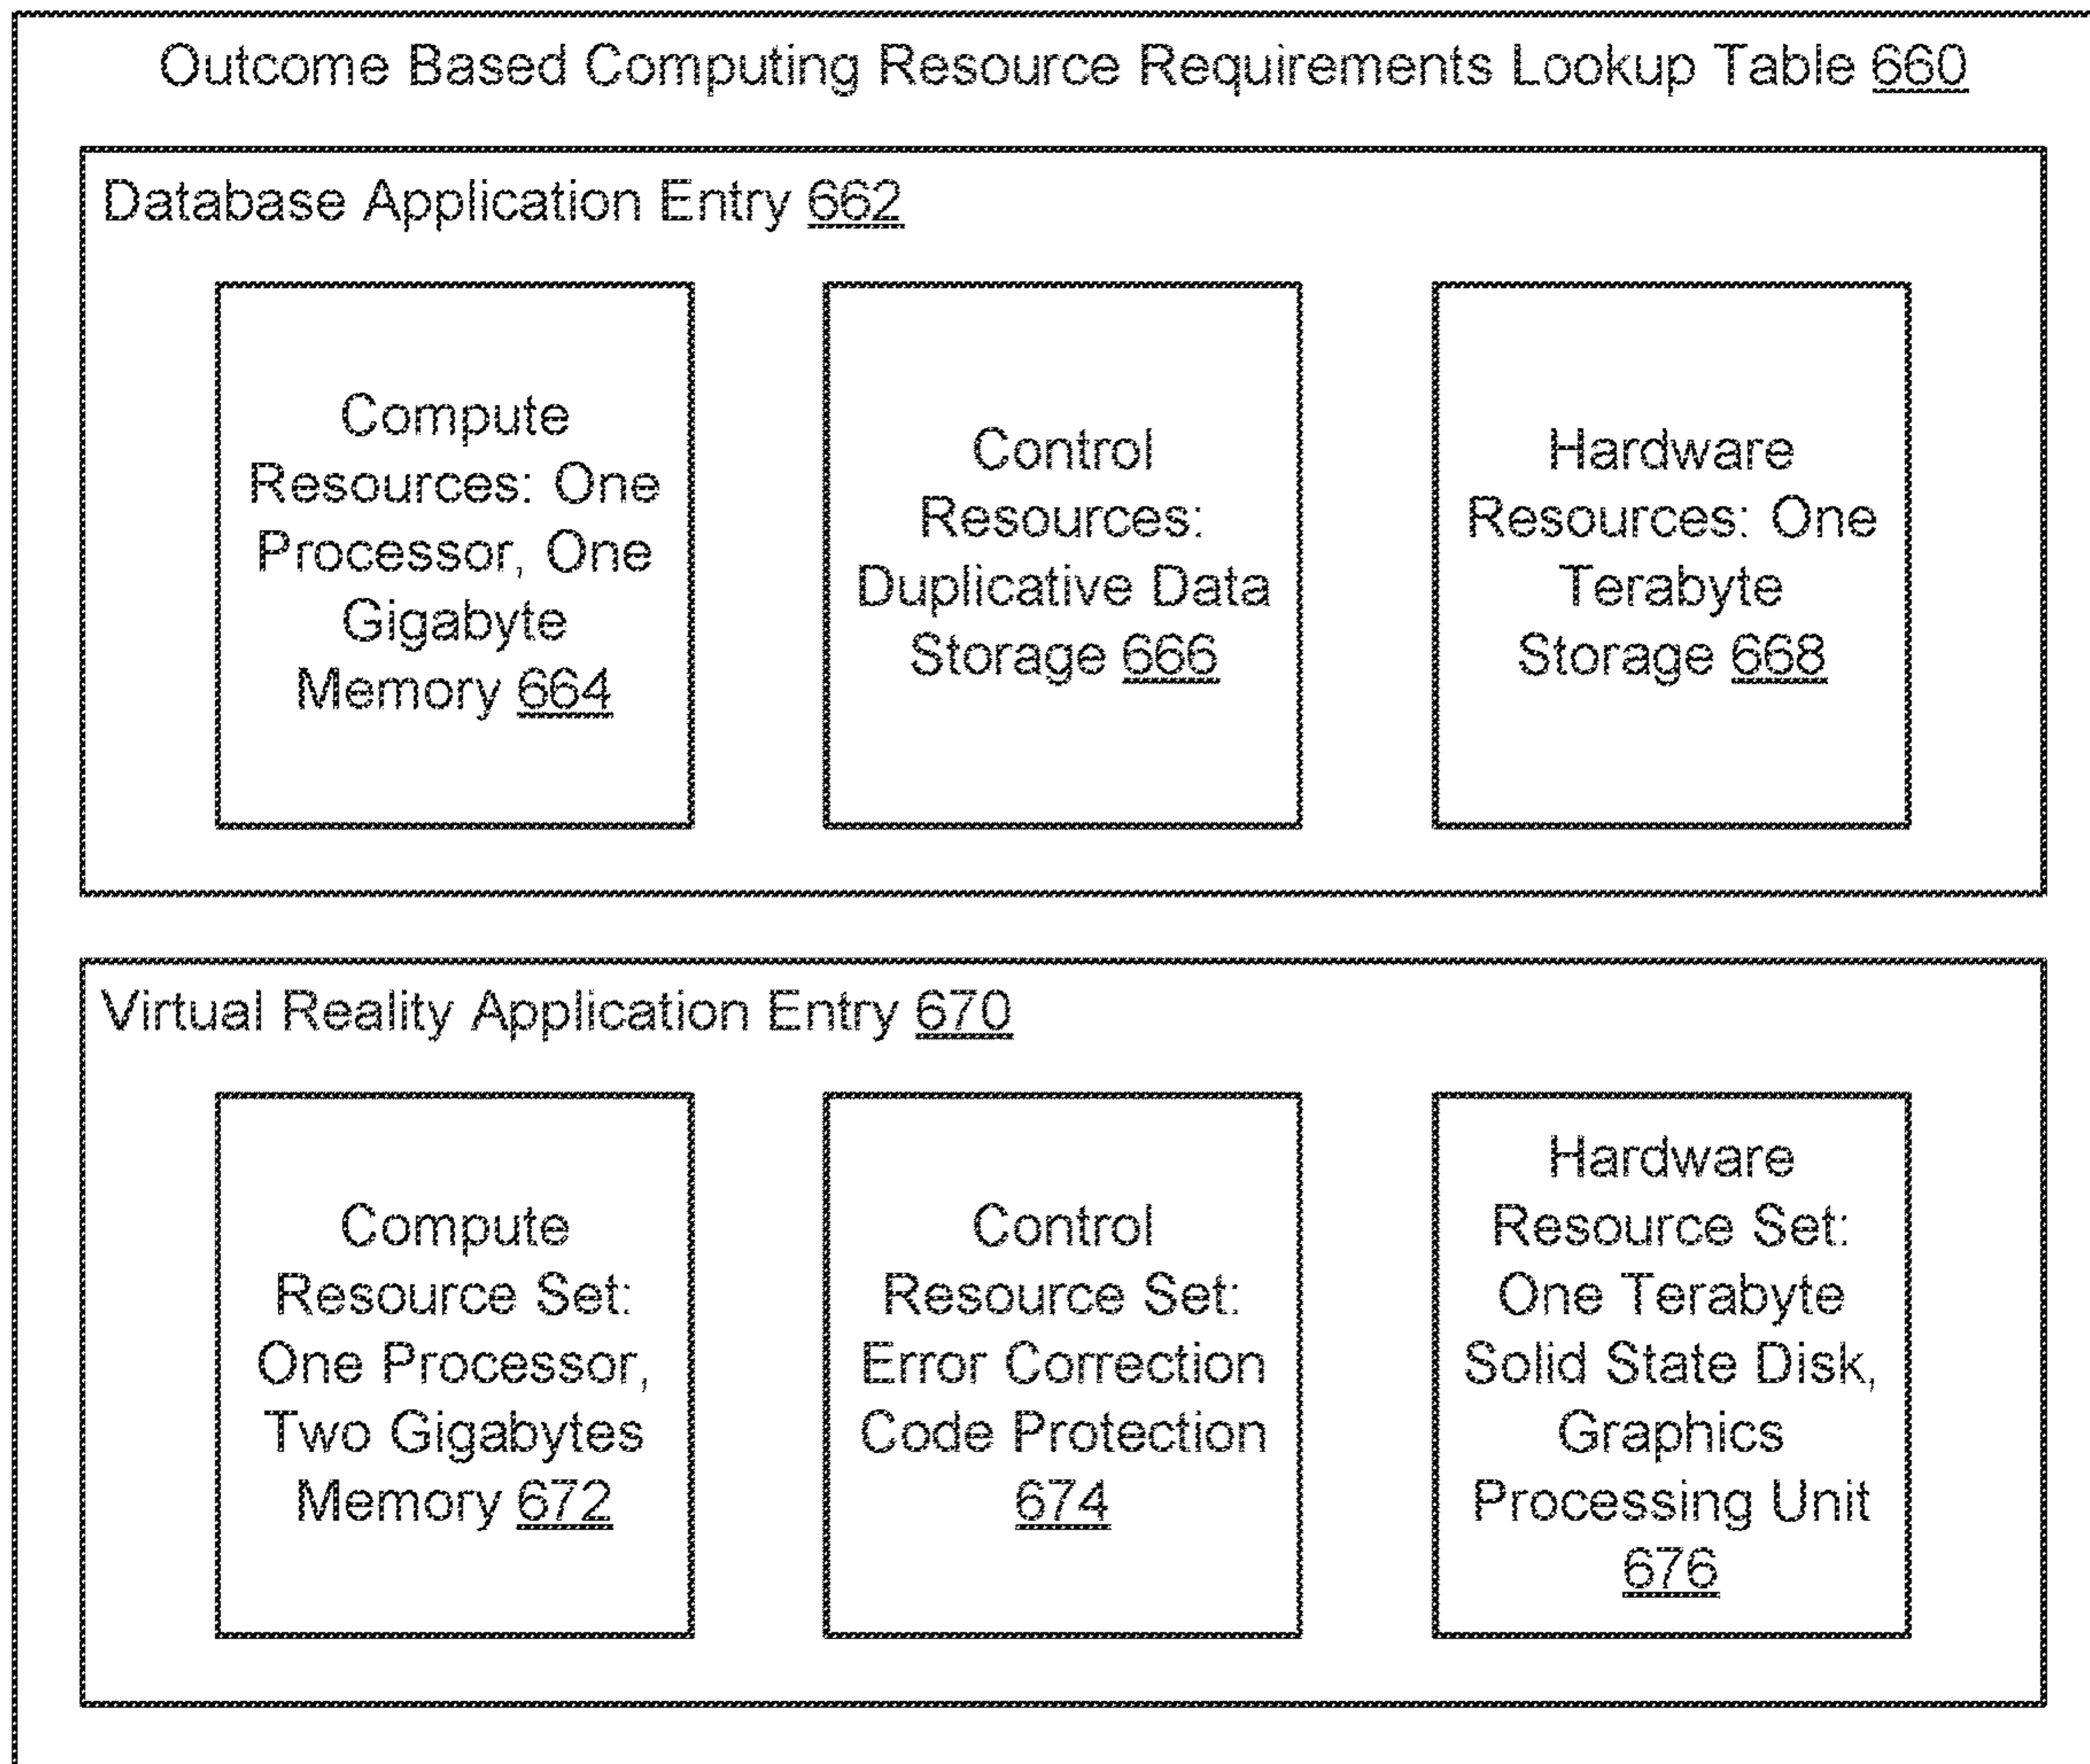 Outcome Based Computing Resource Requirements Lookup Table 660
Database Application Entry 662
Compute
Resources: One
Processor, One
Gigabyte
Memory 664
Control
Resources:
Duplicative Data
Storage 666
Hardware
Resources: One
Terabyte
Storage 668
Virtual Reality Application Entry 670
Compute
Resource Set:
One Processor,
Two Gigabytes
Memory 672
Control
Resource Set:
Error Correction
Code Protection
674
Hardware
Resource Set:
One Terabyte
Solid State Disk,
Graphics
Processing Unit
676